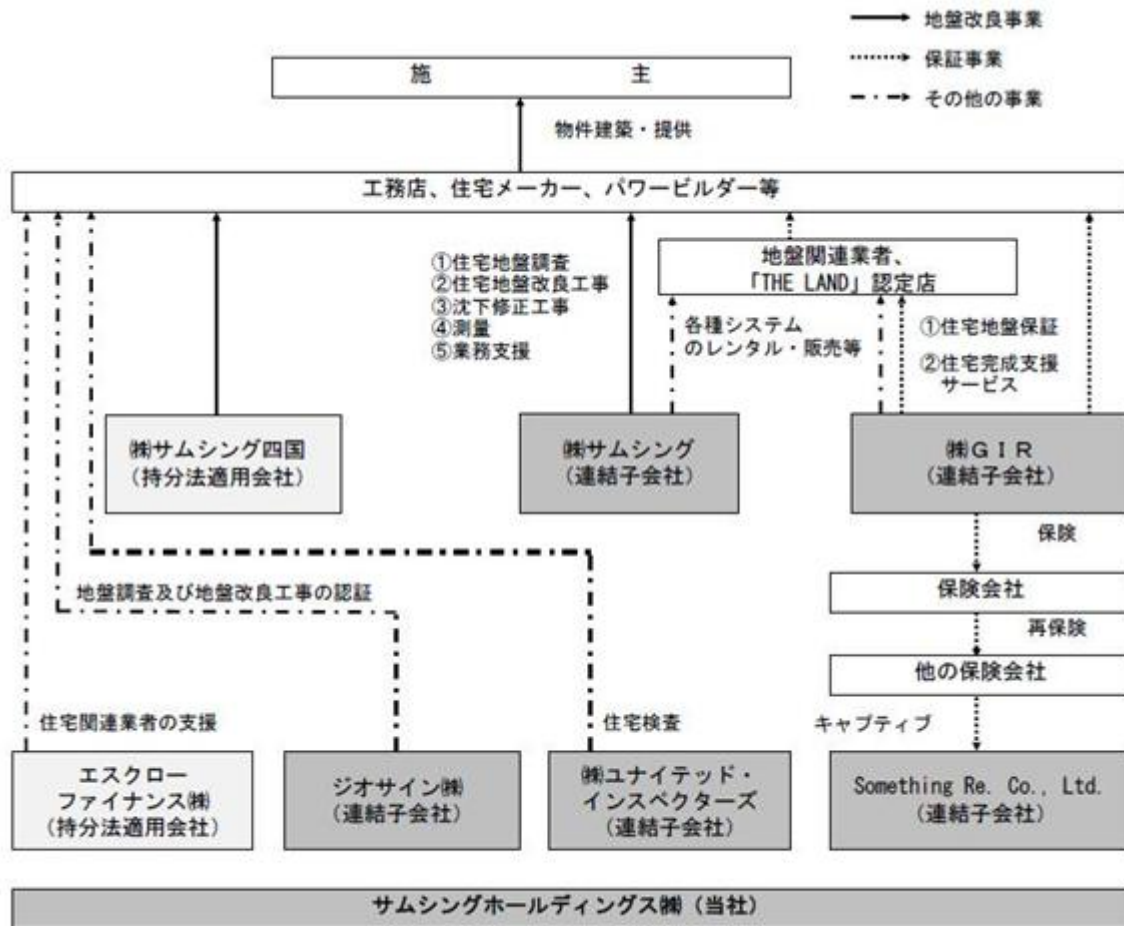 地盤改良事業
保証事業
その他の事業
施 主
物件建築・提供
工務店、住宅メーカー、パワービルダー等
①住宅地盤調査
②住宅地盤改良工事
③沈下修正工事
④測量
⑤業務支援
地盤関連業者、
「THE LAND」認定店
各種システム
のレンタル・販売等
①住宅地盤保証
②住宅完成支援
サービス
㈱サムシング四国
(持分法適用会社)
㈱サムシング
(連結子会社)
㈱GIR
(連結子会社)
保険
地盤調査及び地盤改良工事の認証
保険会社
再保険
他の保険会社
住宅関連業者の支援
住宅検査
キャプティブ
エスクロー
ファイナンス㈱
(持分法適用会社)
ジオサイン㈱
(連結子会社)
㈱ユナイテッド・
インスペクターズ
(連結子会社)
Something Re. Co., Ltd.
(連結子会社)
サムシングホールディングス㈱(当社)